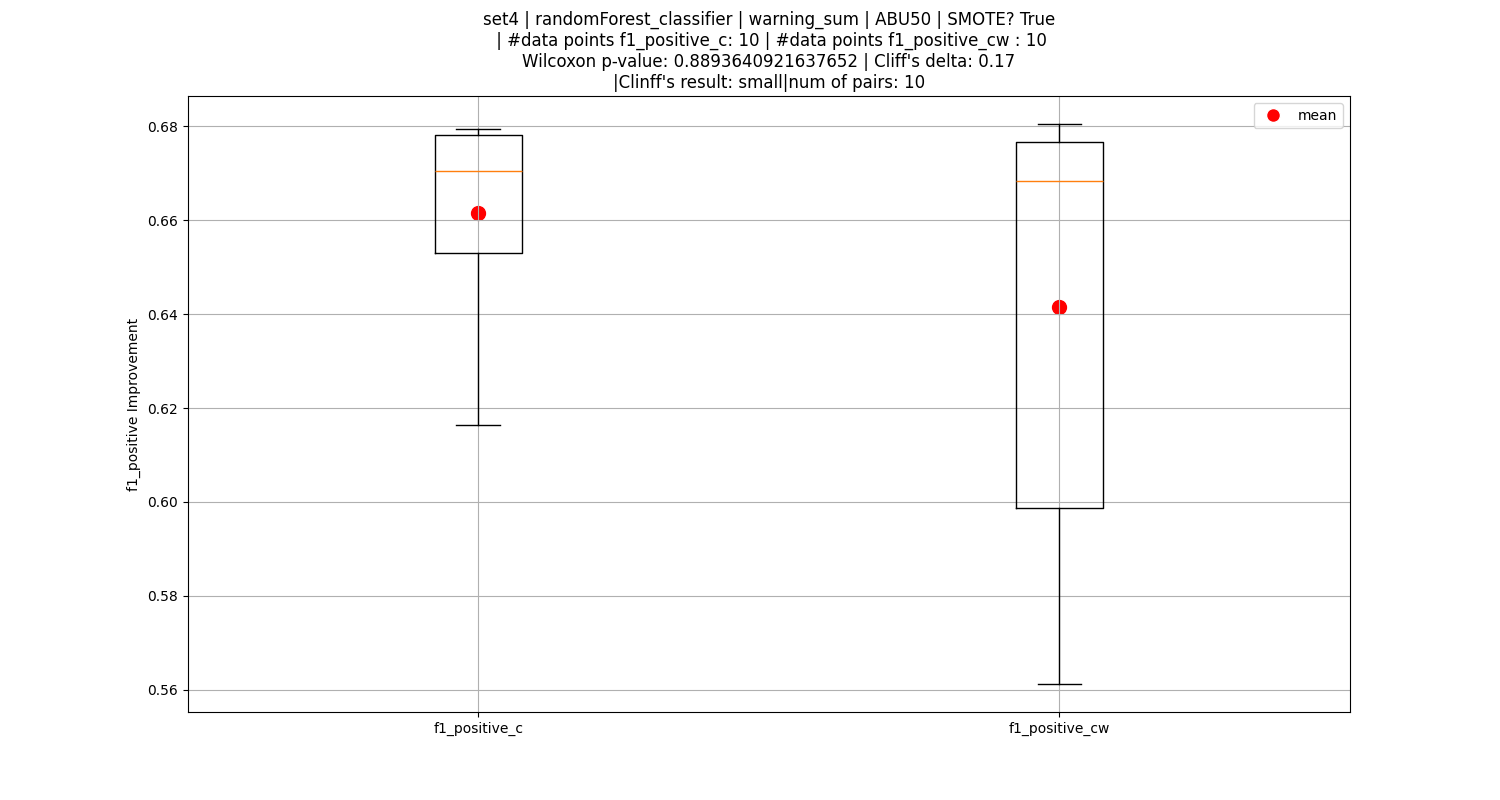 set4 | randomForest_classifier | warning_sum | ABU50 | SMOTE? True
| #data points f1_positive_c: 10 | #data points f1_positive_cw : 10
Wilcoxon p-value: 0.8893640921637652 | Cliff's delta: 0.17
|Clinff's result: small|num of pairs: 10
mean
0.68
0.66
0.64
0.62
0.60
0.58
0.56
f1_positive Improvement
f1_positive_c
f1_positive_cw